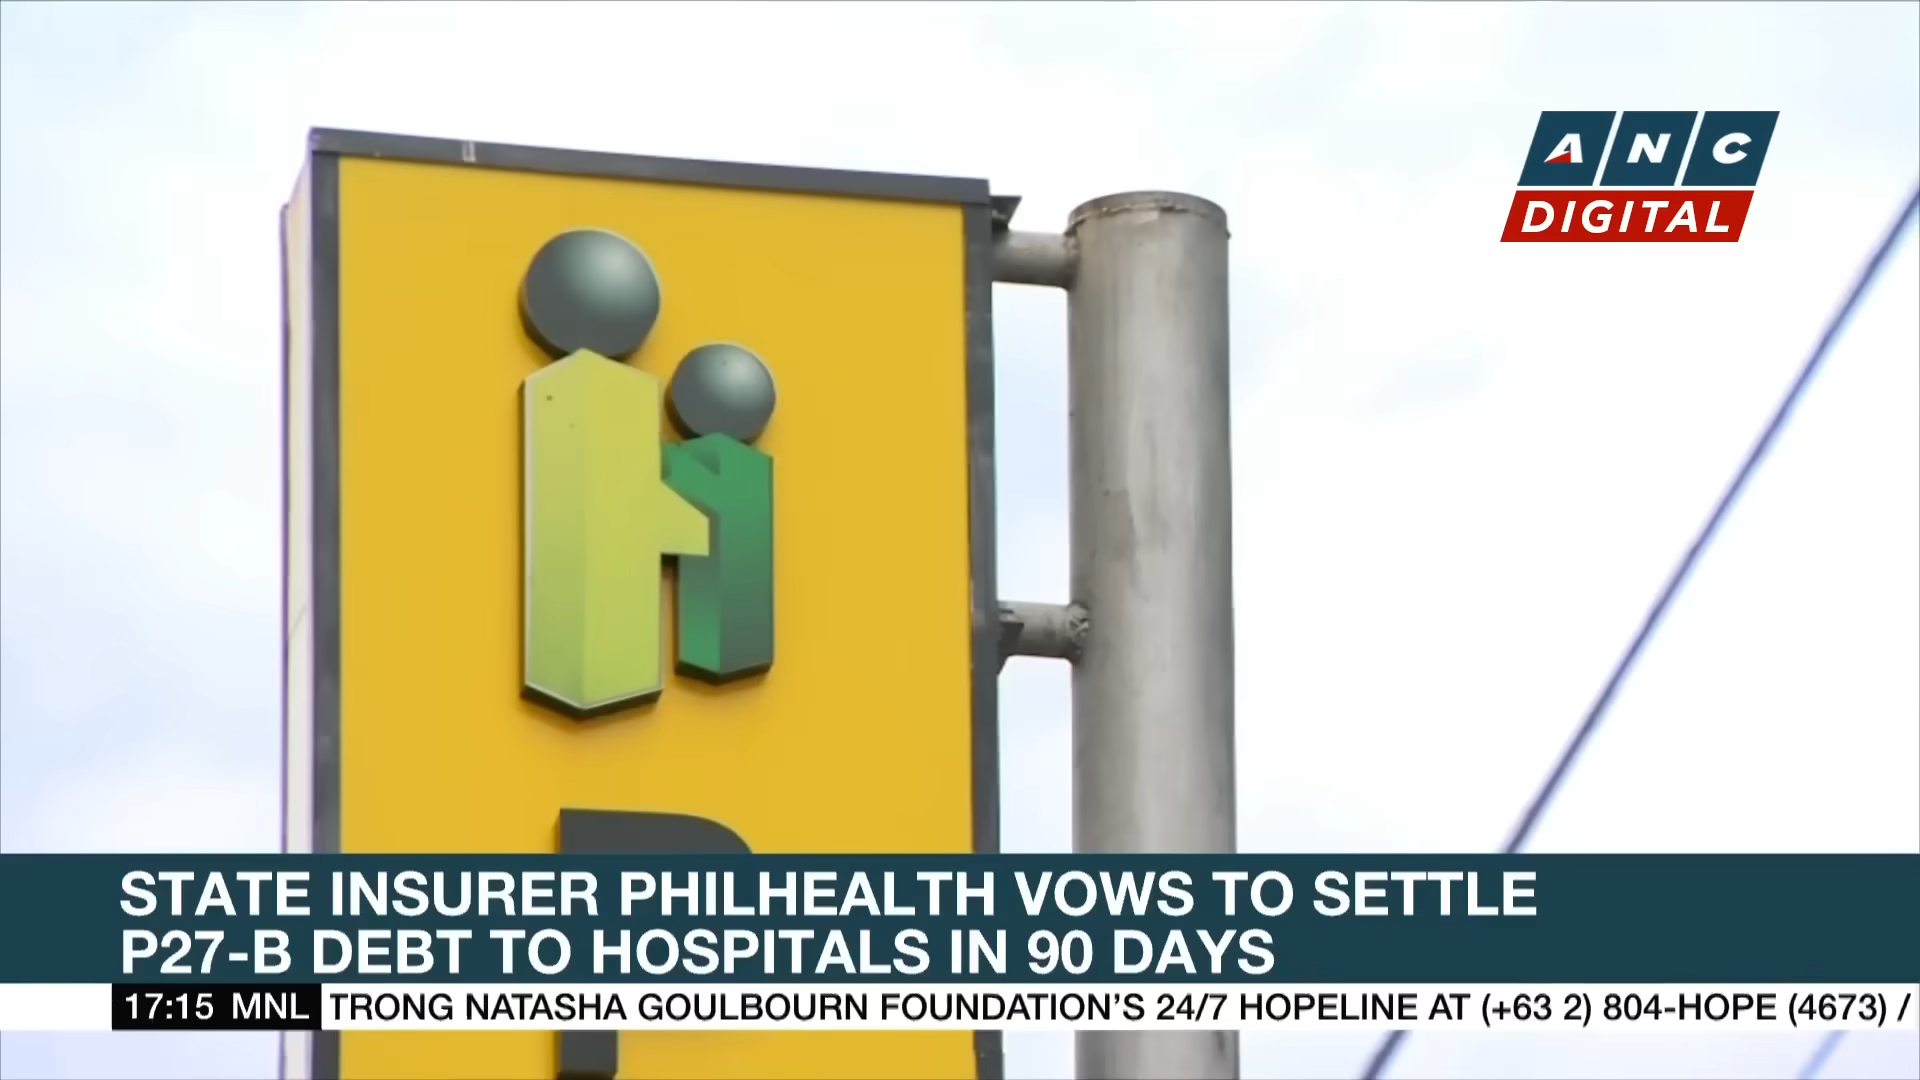 ANC
DIGITAL
P
STATE INSURER PHILHEALTH VOWS TO SETTLE
P27-B DEBT TO HOSPITALS IN 90 DAYS
17:15 MNL TRONG NATASHA GOULBOURN FOUNDATION'S 24/7 HOPELINE AT (+63 2) 804-HOPE (4673) /